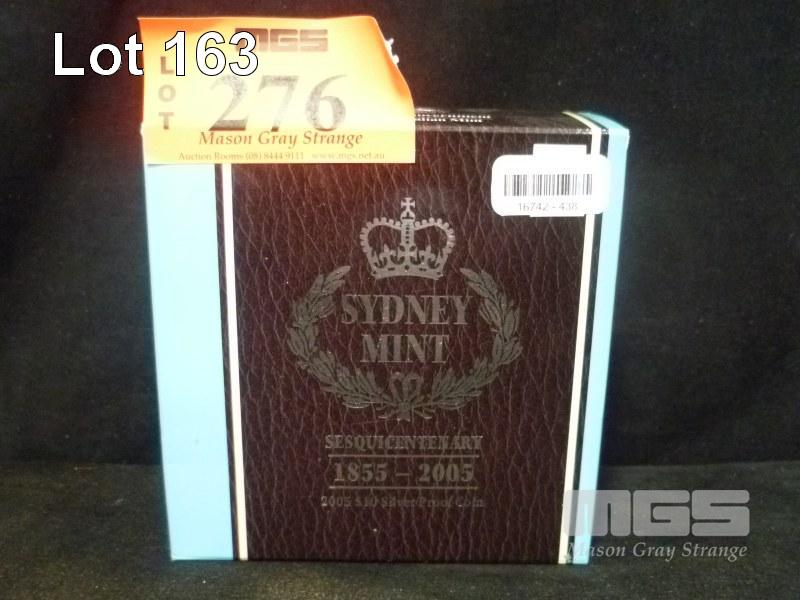 Lot 163
MGS
LOT
276
Mason Gray Strange
Auction Rooms (08) 8444 9111 www.mgs.net.au
Mint
16742 - 438
SYDNEY
MINT
SESQUICENTENARY
1855 – 2005
2005 $10 Silver Proof Coin
MGS
Mason Gray Strange